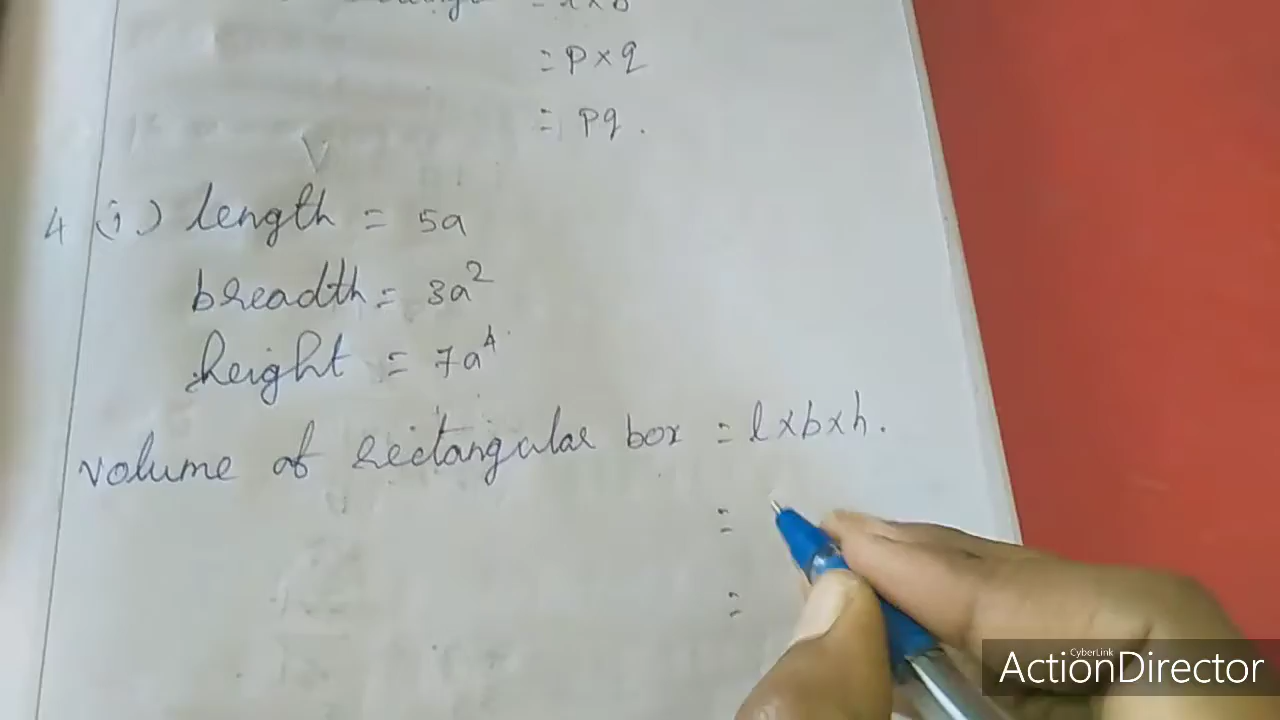 = l × b
= p × q
= pq.
4 (i) length = 5a
breadth = 3a²
height = 7a⁴
volume of rectangular box = l×b×h.
=
=
CyberLink
ActionDirector